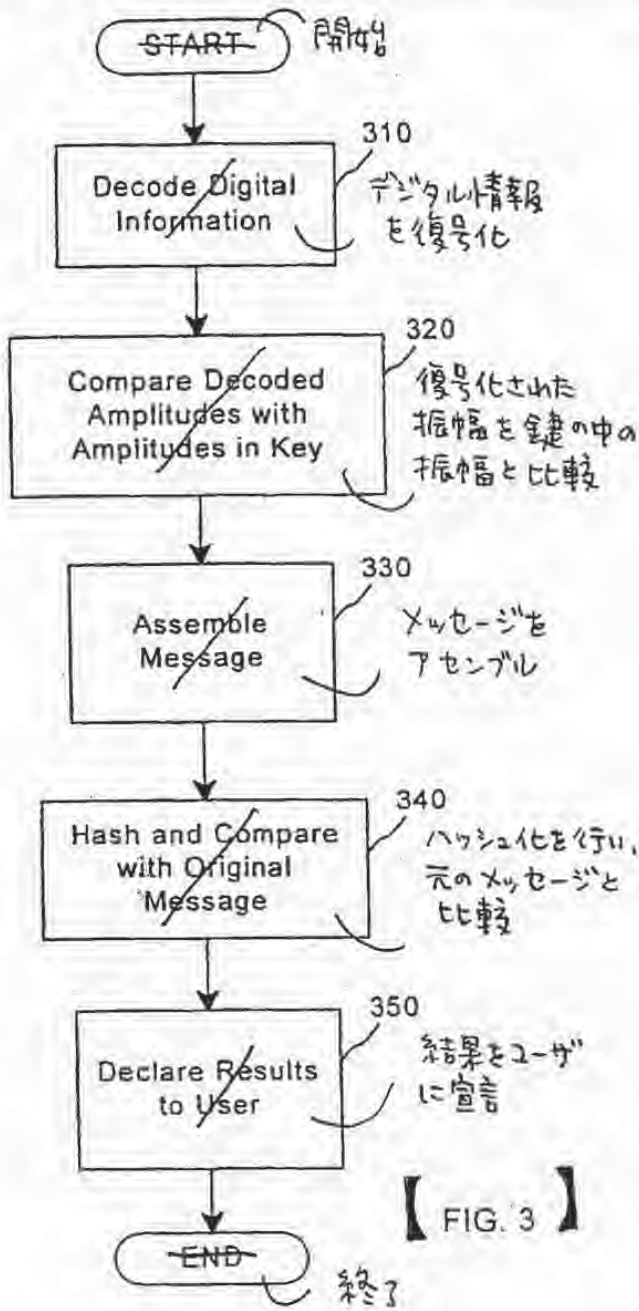 START
開始
310
Decode Digital
Information
デジタル情報
を復号化
320
Compare Decoded
Amplitudes with
Amplitudes in Key
復号化された
振幅を鍵の中の
振幅と比較
330
Assemble
Message
メッセージを
アセンブル
340
Hash and Compare
with Original
Message
ハッシュ化を行い、
元のメッセージと
比較
350
Declare Results
to User
結果をユーザ
に宣言
【 FIG. 3 】
END
終了